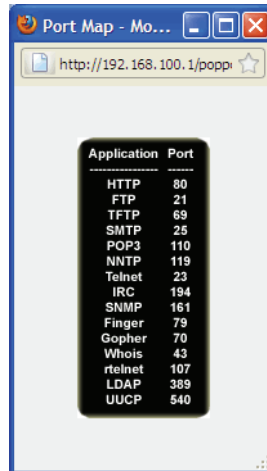 Port Map - Mo...
http://192.168.100.1/popp
Application Port
---------------- ------
HTTP 80
FTP 21
TFTP 69
SMTP 25
POP3 110
NNTP 119
Telnet 23
IRC 194
SNMP 161
Finger 79
Gopher 70
Whois 43
rtelnet 107
LDAP 389
UUCP 540